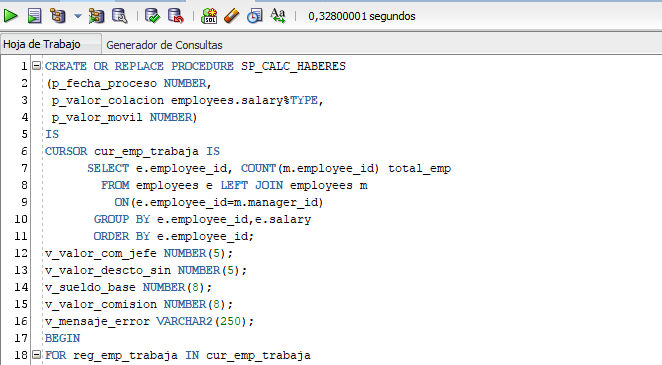 0,32800001 segundos
Hoja de Trabajo Generador de Consultas
1 CREATE OR REPLACE PROCEDURE SP_CALC_HABERES
2 (p_fecha_proceso NUMBER,
3 p_valor_colacion employees.salary%TYPE,
4 p_valor_movil NUMBER)
5 IS
6 CURSOR cur_emp_trabaja IS
7 SELECT e.employee_id, COUNT(m.employee_id) total_emp
8 FROM employees e LEFT JOIN employees m
9 ON(e.employee_id=m.manager_id)
10 GROUP BY e.employee_id,e.salary
11 ORDER BY e.employee_id;
12 v_valor_com_jefe NUMBER(5);
13 v_valor_descto_sin NUMBER(5);
14 v_sueldo_base NUMBER(8);
15 v_valor_comision NUMBER(8);
16 v_mensaje_error VARCHAR2(250);
17 BEGIN
18 FOR reg_emp_trabaja IN cur_emp_trabaja